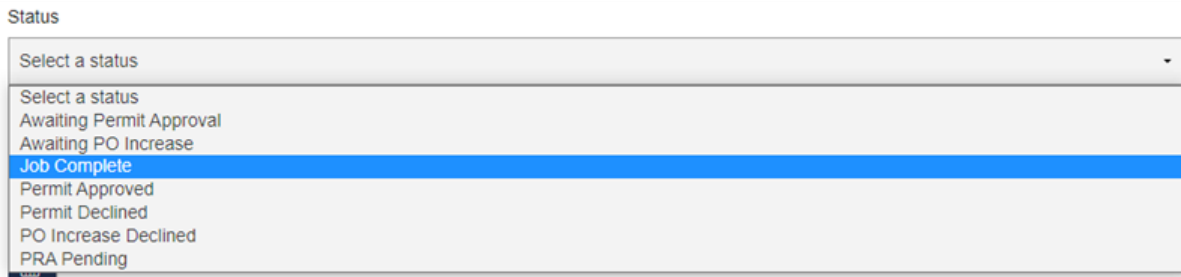 Status
Select a status
Select a status
Awaiting Permit Approval
Awaiting PO Increase
Job Complete
Permit Approved
Permit Declined
PO Increase Declined
PRA Pending